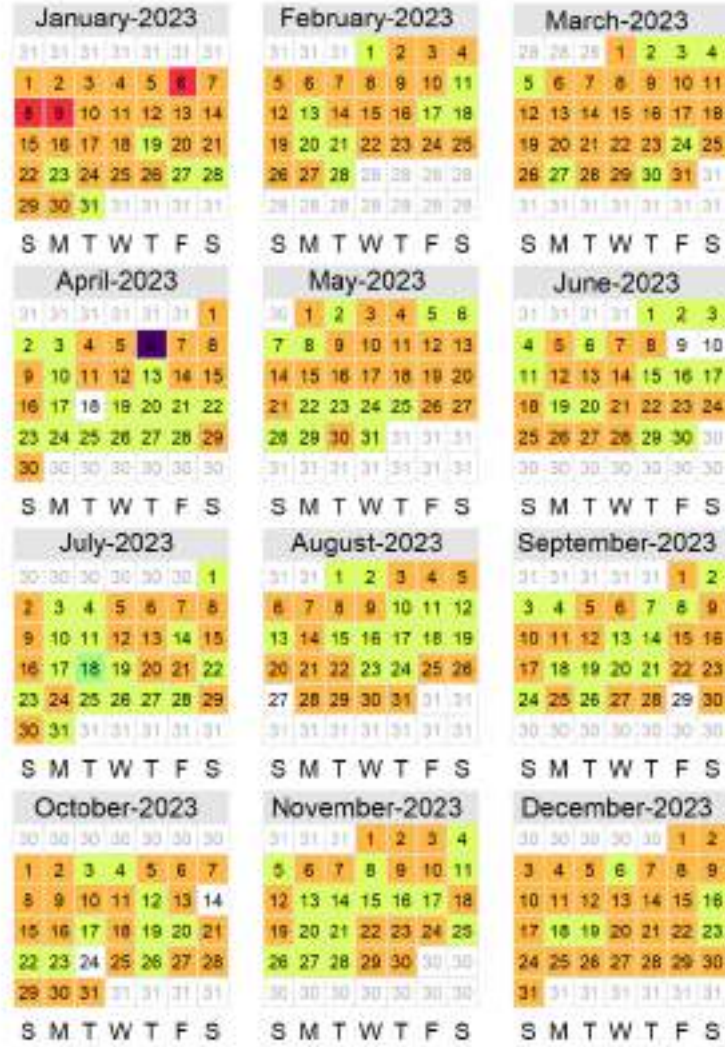 January-2023
31 31 31 31 31 31 31
1 2 3 4 5 6 7
8 9 10 11 12 13 14
15 16 17 18 19 20 21
22 23 24 25 26 27 28
29 30 31 31 31 31 31
S M T W T F S
February-2023
31 31 31 1 2 3 4
5 6 7 8 9 10 11
12 13 14 15 16 17 18
19 20 21 22 23 24 25
26 27 28 28 28 28 28
28 28 28 28 28 28 28
S M T W T F S
March-2023
28 28 28 1 2 3 4
5 6 7 8 9 10 11
12 13 14 15 16 17 18
19 20 21 22 23 24 25
26 27 28 29 30 31 31
31 31 31 31 31 31 31
S M T W T F S
April-2023
31 31 31 31 31 31 1
2 3 4 5 7 8
9 10 11 12 13 14 15
16 17 18 19 20 21 22
23 24 25 26 27 28 29
30 30 30 30 30 30 30
S M T W T F S
May-2023
30 1 2 3 4 5 6
7 8 9 10 11 12 13
14 15 16 17 18 19 20
21 22 23 24 25 26 27
28 29 30 31 31 31 31
31 31 31 31 31 31 31
S M T W T F S
June-2023
31 31 31 31 1 2 3
4 5 6 7 8 9 10
11 12 13 14 15 16 17
18 19 20 21 22 23 24
25 26 27 28 29 30 30
30 30 30 30 30 30 30
S M T W T F S
July-2023
30 30 30 30 30 30 1
2 3 4 5 6 7 8
9 10 11 12 13 14 15
16 17 18 19 20 21 22
23 24 25 26 27 28 29
30 31 31 31 31 31 31
S M T W T F S
August-2023
31 31 1 2 3 4 5
6 7 8 9 10 11 12
13 14 15 16 17 18 19
20 21 22 23 24 25 26
27 28 29 30 31 31 31
31 31 31 31 31 31 31
S M T W T F S
September-2023
31 31 31 31 31 1 2
3 4 5 6 7 8 9
10 11 12 13 14 15 16
17 18 19 20 21 22 23
24 25 26 27 28 29 30
30 30 30 30 30 30 30
S M T W T F S
October-2023
30 30 30 30 30 30 30
1 2 3 4 5 6 7
8 9 10 11 12 13 14
15 16 17 18 19 20 21
22 23 24 25 26 27 28
29 30 31 31 31 31 31
S M T W T F S
November-2023
31 31 31 1 2 3 4
5 6 7 8 9 10 11
12 13 14 15 16 17 18
19 20 21 22 23 24 25
26 27 28 29 30 30 30
30 30 30 30 30 30 30
S M T W T F S
December-2023
30 30 30 30 30 1 2
3 4 5 6 7 8 9
10 11 12 13 14 15 16
17 18 19 20 21 22 23
24 25 26 27 28 29 30
31 31 31 31 31 31 31
S M T W T F S